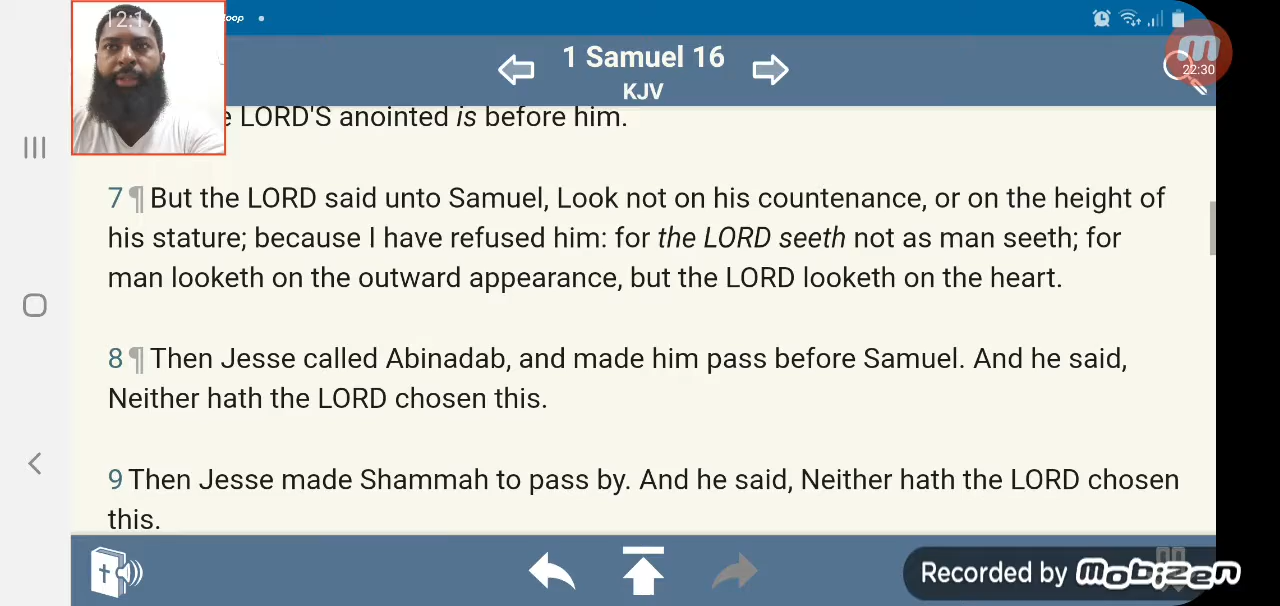 12:17
oop
1 Samuel 16
KJV
22:30
e LORD'S anointed is before him.
7 ¶ But the LORD said unto Samuel, Look not on his countenance, or on the height of
his stature; because I have refused him: for the LORD seeth not as man seeth; for
man looketh on the outward appearance, but the LORD looketh on the heart.
8 ¶ Then Jesse called Abinadab, and made him pass before Samuel. And he said,
Neither hath the LORD chosen this.
9 Then Jesse made Shammah to pass by. And he said, Neither hath the LORD chosen
this.
Recorded by Mobizen